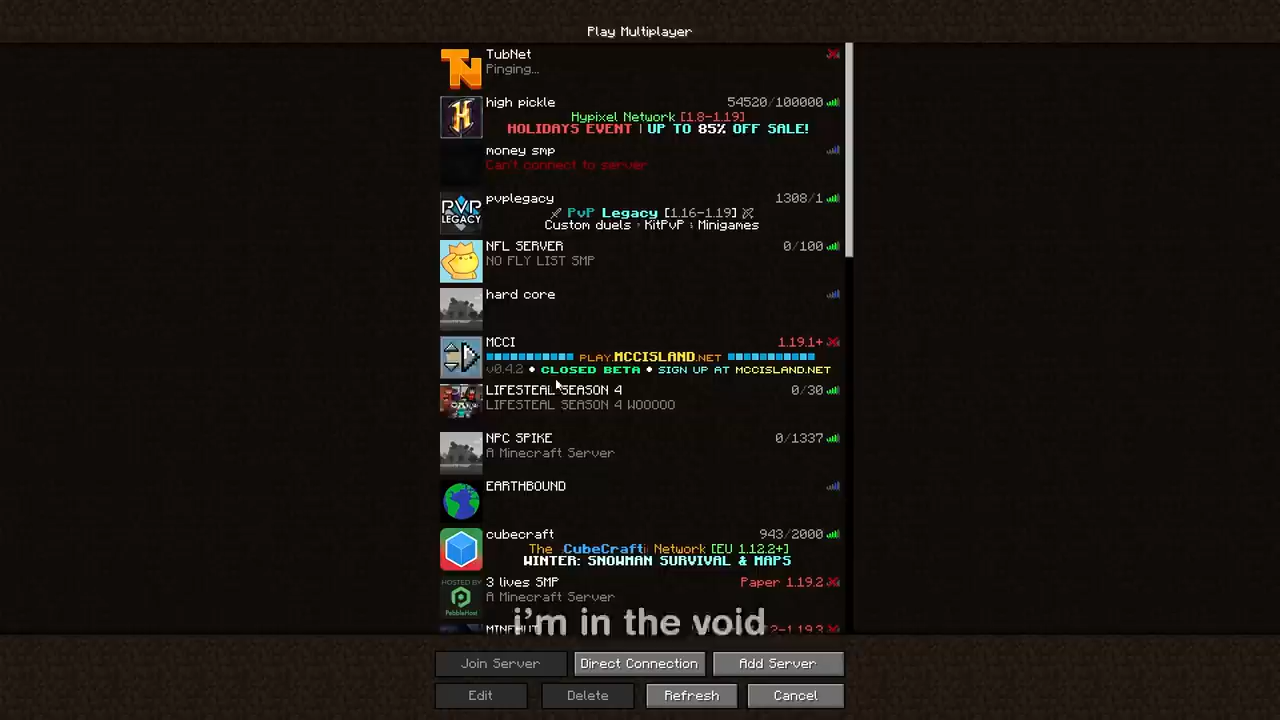 Play Multiplayer
TubNet
Pinging...
high pickle 54520/100000
Hypixel Network [1.8-1.19]
HOLIDAYS EVENT | UP TO 85% OFF SALE!
money smp
Can't connect to server
pvplegacy 1308/1
PVP LEGACY
PvP Legacy [1.16-1.19]
Custom duels · KitPvP · Minigames
NFL SERVER 0/100
NO FLY LIST SMP
hard core
MCCI 1.19.1+
PLAY.MCCISLAND.NET
v0.4.2 • CLOSED BETA • SIGN UP AT MCCISLAND.NET
LIFESTEAL SEASON 4 0/30
LIFESTEAL SEASON 4 WOOOOO
NPC SPIKE 0/1337
A Minecraft Server
EARTHBOUND
cubecraft 943/2000
The CubeCraft Network [EU 1.12.2+]
WINTER: SNOWMAN SURVIVAL & MAPS
3 lives SMP Paper 1.19.2
HOSTED BY
A Minecraft Server
PebbleHost
i'm in the void
Join Server Direct Connection Add Server
Edit Delete Refresh Cancel